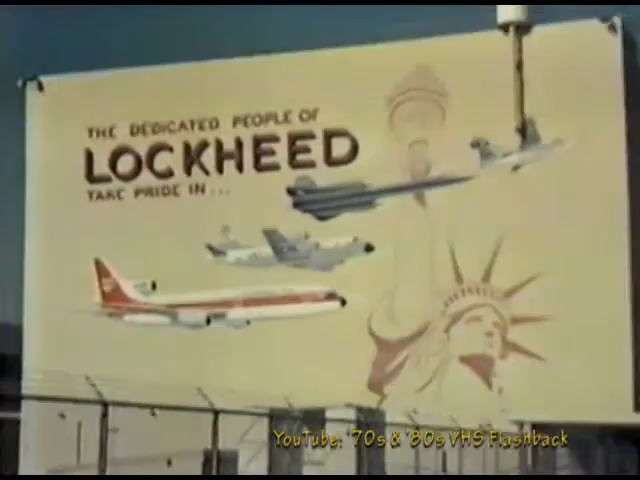 THE DEDICATED PEOPLE OF
LOCKHEED
TAKE PRIDE IN...
YouTube: '70s & '80s VHS Flashback